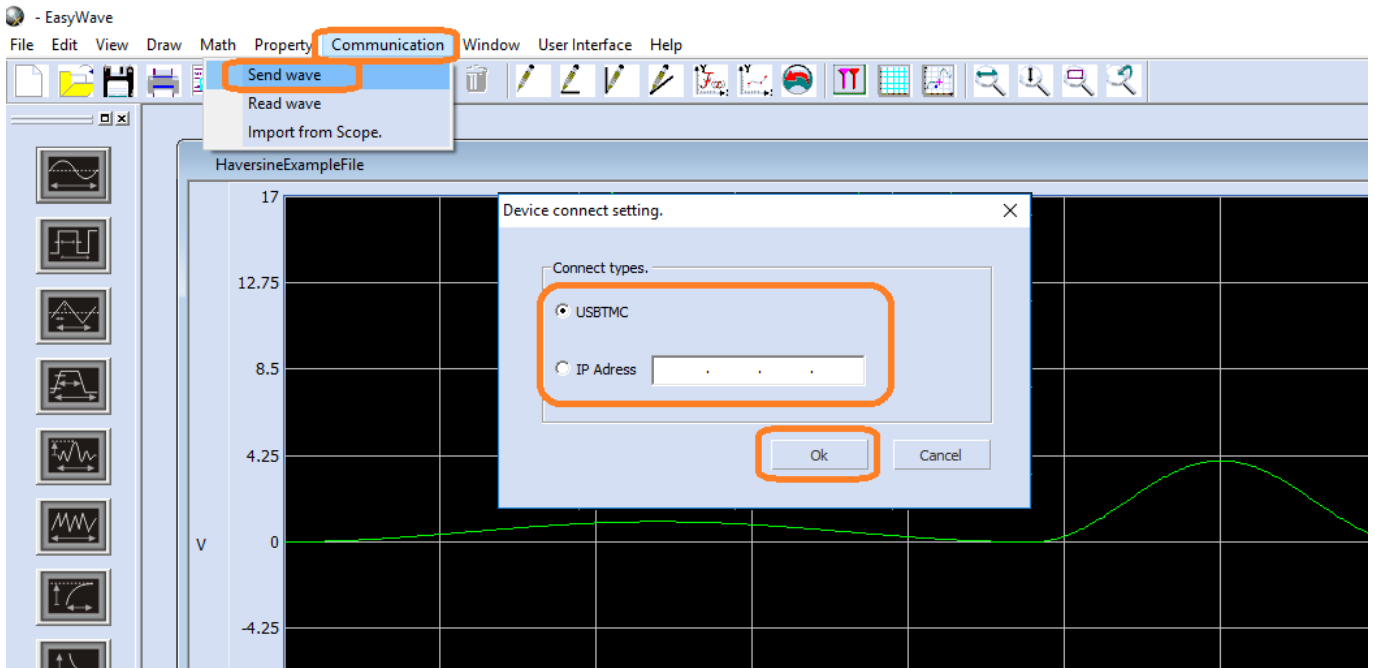 - EasyWave
File Edit View Draw Math Property Communication Window User Interface Help
Send wave
Read wave
Import from Scope.
HaversineExampleFile
17
12.75
8.5
4.25
V 0
-4.25
Device connect setting.
Connect types.
USBTMC
IP Adress . . .
Ok Cancel